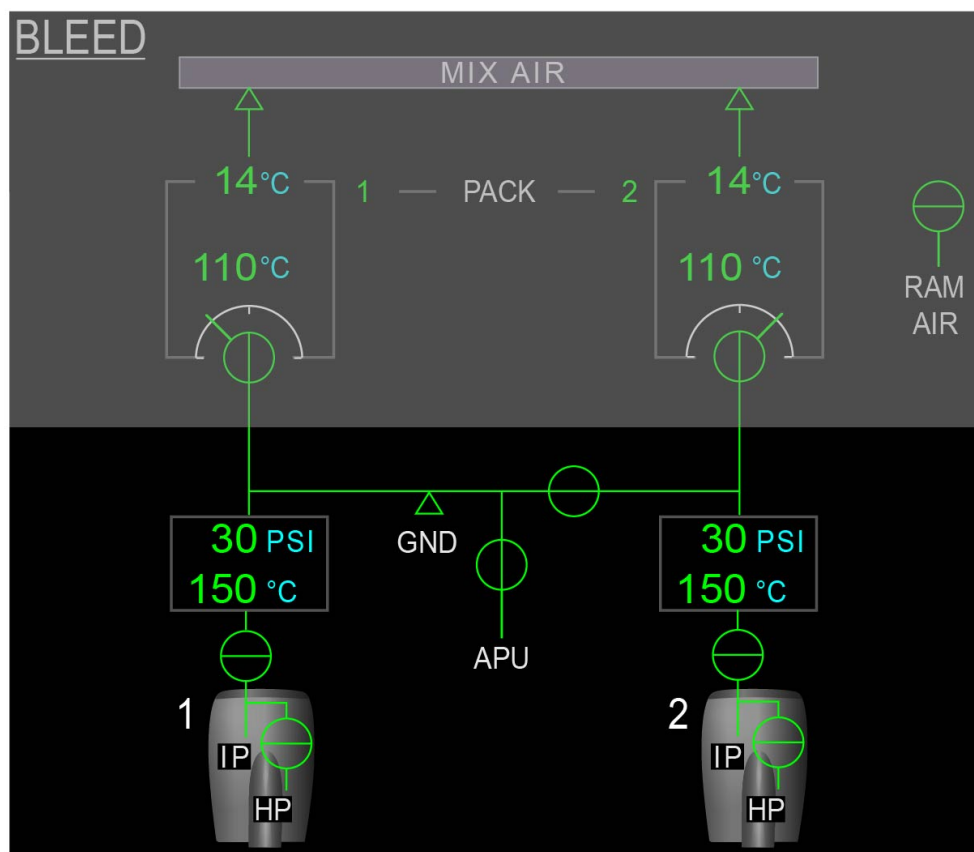 BLEED
MIX AIR
14 °C 1 PACK 2 14 °C
110 °C 110 °C
RAM
AIR
GND
30 PSI 30 PSI
150 °C 150 °C
APU
1 2
IP IP
HP HP